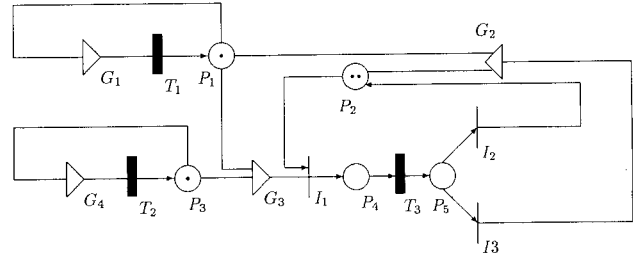 G₂
G₁
T₁
P₁
P₂
I₂
G₄
T₂
P₃
G₃
I₁
P₄
T₃
P₅
I3